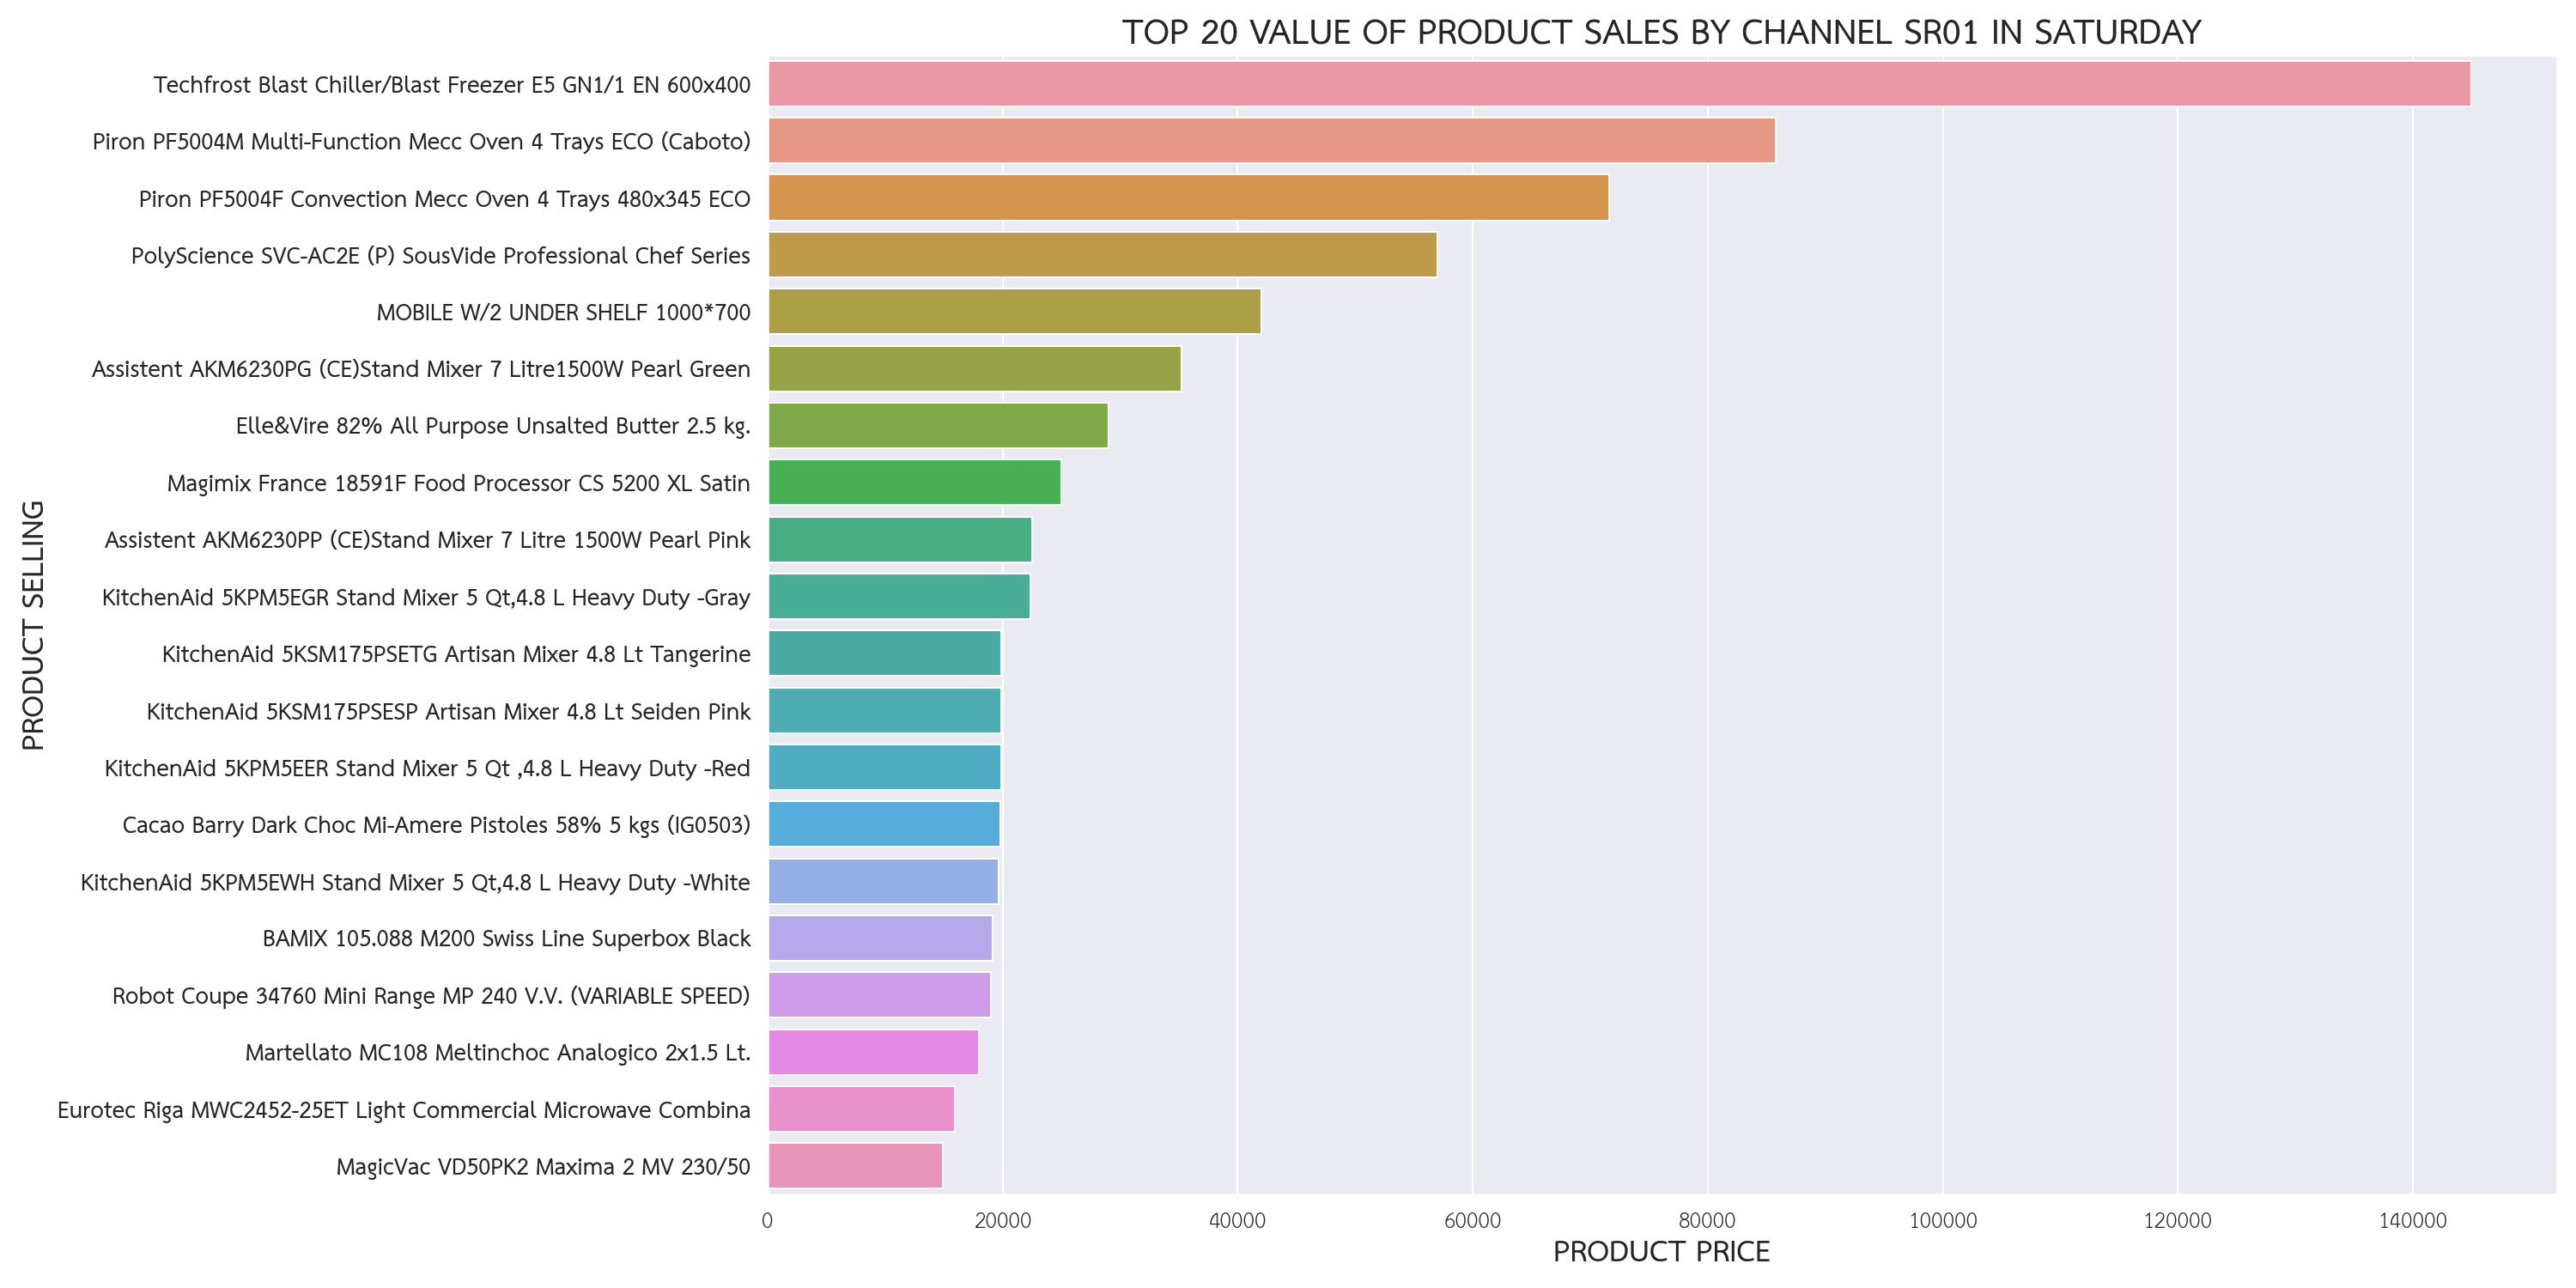 TOP 20 VALUE OF PRODUCT SALES BY CHANNEL SR01 IN SATURDAY
PRODUCT SELLING
Techfrost Blast Chiller/Blast Freezer E5 GN1/1 EN 600x400
Piron PF5004M Multi-Function Mecc Oven 4 Trays ECO (Caboto)
Piron PF5004F Convection Mecc Oven 4 Trays 480x345 ECO
PolyScience SVC-AC2E (P) SousVide Professional Chef Series
MOBILE W/2 UNDER SHELF 1000*700
Assistent AKM6230PG (CE)Stand Mixer 7 Litre1500W Pearl Green
Elle&Vire 82% All Purpose Unsalted Butter 2.5 kg.
Magimix France 18591F Food Processor CS 5200 XL Satin
Assistent AKM6230PP (CE)Stand Mixer 7 Litre 1500W Pearl Pink
KitchenAid 5KPM5EGR Stand Mixer 5 Qt,4.8 L Heavy Duty -Gray
KitchenAid 5KSM175PSETG Artisan Mixer 4.8 Lt Tangerine
KitchenAid 5KSM175PSESP Artisan Mixer 4.8 Lt Seiden Pink
KitchenAid 5KPM5EER Stand Mixer 5 Qt ,4.8 L Heavy Duty -Red
Cacao Barry Dark Choc Mi-Amere Pistoles 58% 5 kgs (IG0503)
KitchenAid 5KPM5EWH Stand Mixer 5 Qt,4.8 L Heavy Duty -White
BAMIX 105.088 M200 Swiss Line Superbox Black
Robot Coupe 34760 Mini Range MP 240 V.V. (VARIABLE SPEED)
Martellato MC108 Meltinchoc Analogico 2x1.5 Lt.
Eurotec Riga MWC2452-25ET Light Commercial Microwave Combina
MagicVac VD50PK2 Maxima 2 MV 230/50
0 20000 40000 60000 80000 100000 120000 140000
PRODUCT PRICE